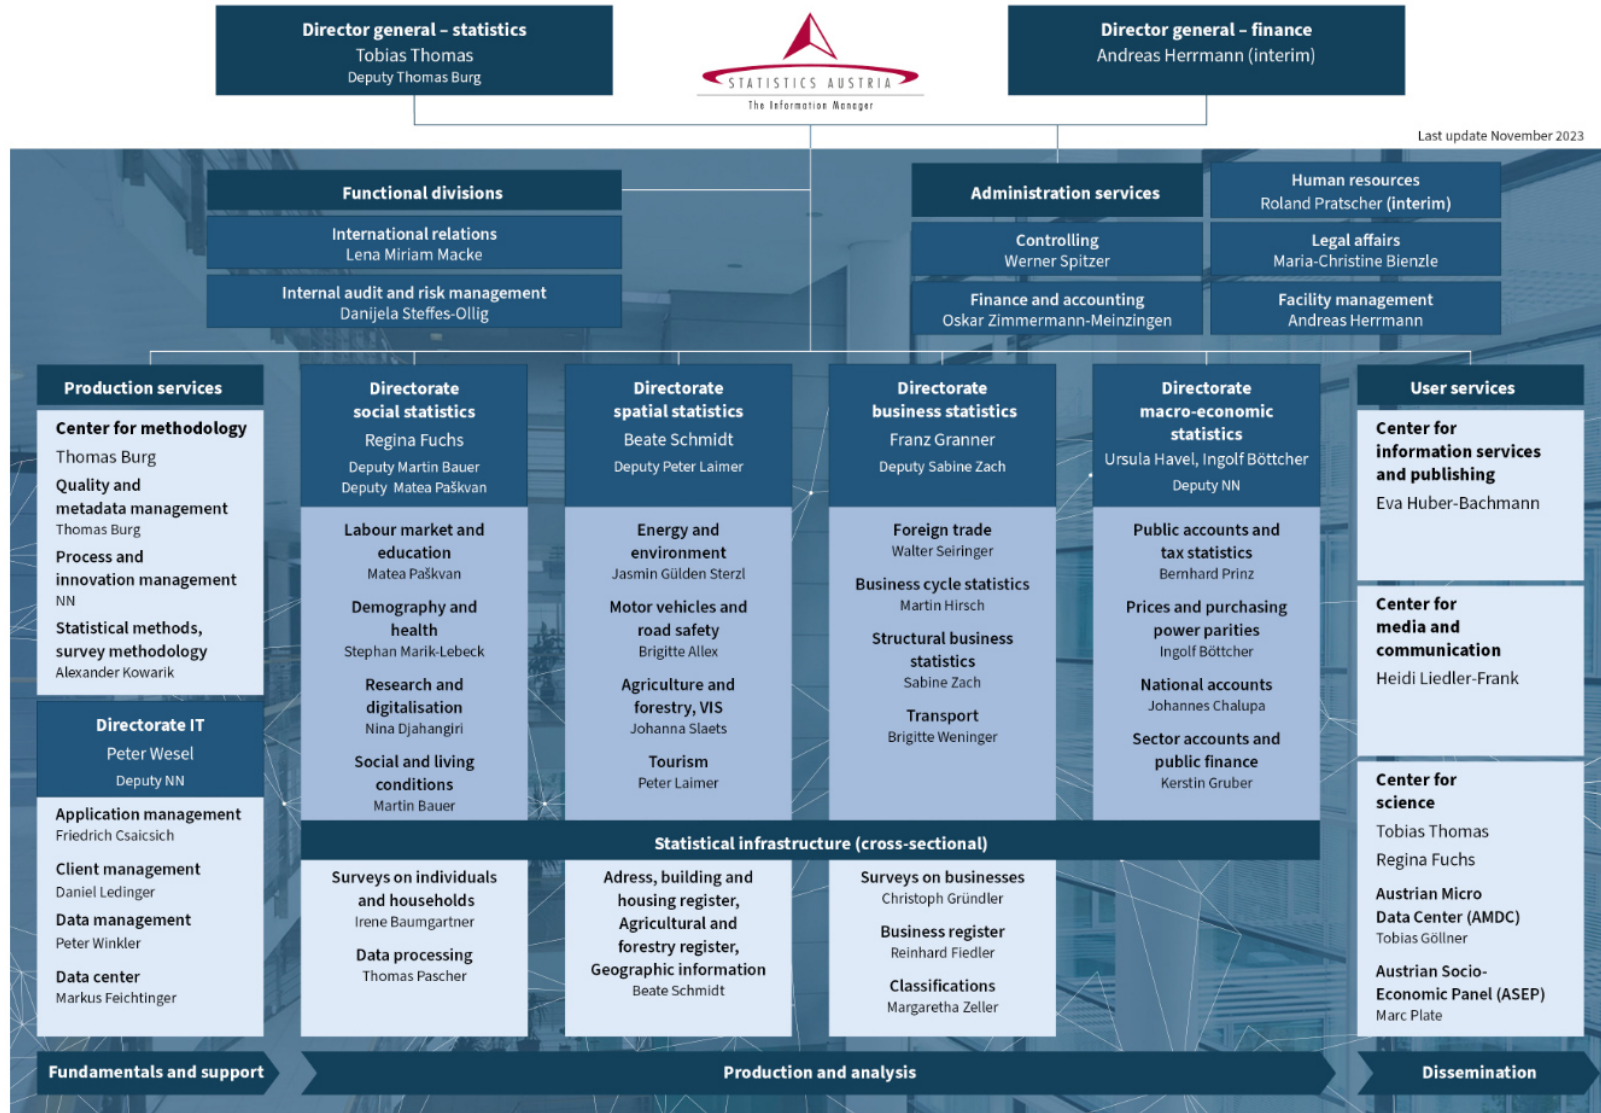 Director general – statistics
Tobias Thomas
Deputy Thomas Burg
STATISTICS AUSTRIA
The Information Manager
Director general – finance
Andreas Herrmann (interim)
Last update November 2023
Functional divisions
International relations
Lena Miriam Macke
Internal audit and risk management
Danijela Steffes-Ollig
Administration services
Human resources
Roland Pratscher (interim)
Controlling
Werner Spitzer
Legal affairs
Maria-Christine Bienzle
Finance and accounting
Oskar Zimmermann-Meinzingen
Facility management
Andreas Herrmann
Production services
Center for methodology
Thomas Burg
Quality and
metadata management
Thomas Burg
Process and
innovation management
NN
Statistical methods,
survey methodology
Alexander Kowarik
Directorate IT
Peter Wesel
Deputy NN
Application management
Friedrich Csaicsich
Client management
Daniel Ledinger
Data management
Peter Winkler
Data center
Markus Feichtinger
Directorate
social statistics
Regina Fuchs
Deputy Martin Bauer
Deputy Matea Paškvan
Labour market and
education
Matea Paškvan
Demography and
health
Stephan Marik-Lebeck
Research and
digitalisation
Nina Djahangiri
Social and living
conditions
Martin Bauer
Directorate
spatial statistics
Beate Schmidt
Deputy Peter Laimer
Energy and
environment
Jasmin Gülden Sterzl
Motor vehicles and
road safety
Brigitte Allex
Agriculture and
forestry, VIS
Johanna Slaets
Tourism
Peter Laimer
Directorate
business statistics
Franz Granner
Deputy Sabine Zach
Foreign trade
Walter Seiringer
Business cycle statistics
Martin Hirsch
Structural business
statistics
Sabine Zach
Transport
Brigitte Weninger
Directorate
macro-economic
statistics
Ursula Havel, Ingolf Böttcher
Deputy NN
Public accounts and
tax statistics
Bernhard Prinz
Prices and purchasing
power parities
Ingolf Böttcher
National accounts
Johannes Chalupa
Sector accounts and
public finance
Kerstin Gruber
Statistical infrastructure (cross-sectional)
Surveys on individuals
and households
Irene Baumgartner
Data processing
Thomas Pascher
Adress, building and
housing register,
Agricultural and
forestry register,
Geographic information
Beate Schmidt
Surveys on businesses
Christoph Gründler
Business register
Reinhard Fiedler
Classifications
Margaretha Zeller
User services
Center for
information services
and publishing
Eva Huber-Bachmann
Center for
media and
communication
Heidi Liedler-Frank
Center for
science
Tobias Thomas
Regina Fuchs
Austrian Micro
Data Center (AMDC)
Tobias Göllner
Austrian Socio-
Economic Panel (ASEP)
Marc Plate
Fundamentals and support
Production and analysis
Dissemination